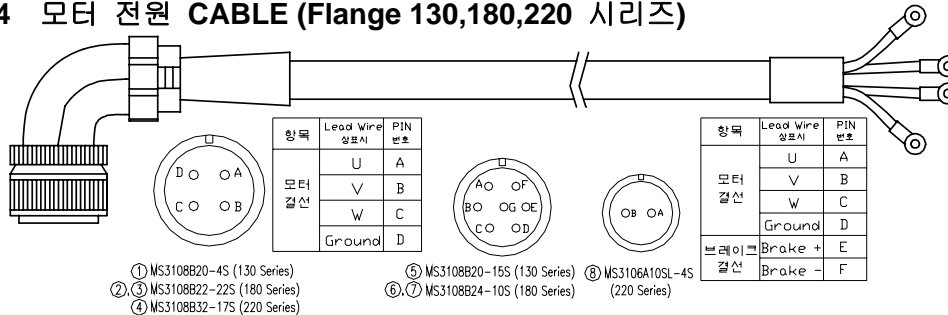 4 모터 전원 CABLE (Flange 130,180,220 시리즈)
항목 Lead Wire 상표시 PIN 번호
모터 결선 U A
V B
W C
Ground D
D A
C B
① MS3108B20-4S (130 Series)
②,③ MS3108B22-22S (180 Series)
④ MS3108B32-17S (220 Series)
A F
B G E
C D
⑤ MS3108B20-15S (130 Series)
⑥,⑦ MS3108B24-10S (180 Series)
B A
⑧ MS3106A10SL-4S
(220 Series)
항목 Lead Wire 상표시 PIN 번호
모터 결선 U A
V B
W C
Ground D
브레이크 결선 Brake + E
Brake - F